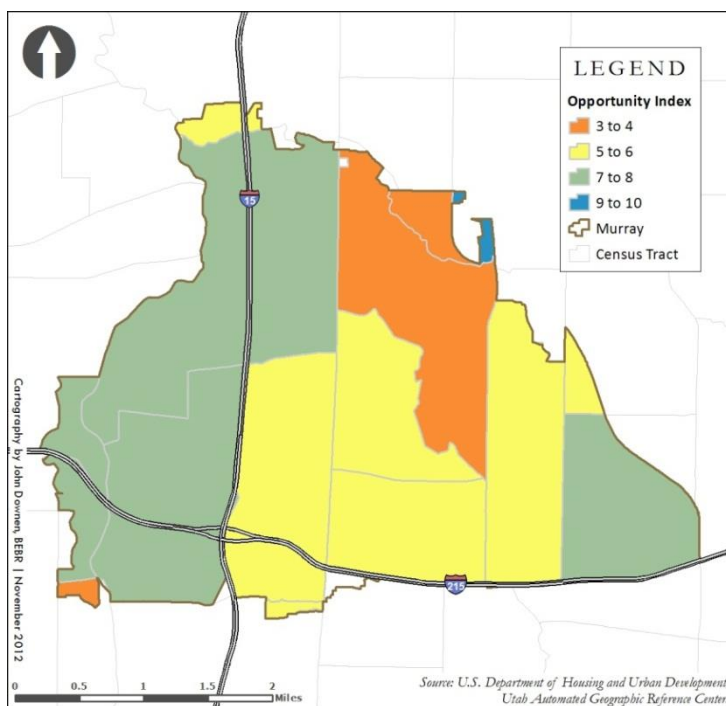 LEGEND
Opportunity Index
3 to 4
5 to 6
7 to 8
9 to 10
Murray
Census Tract
15
215
Cartography by John Downen, BEBR | November 2012
0 0.5 1 1.5 2
Miles
Source: U.S. Department of Housing and Urban Development
Utah Automated Geographic Reference Center